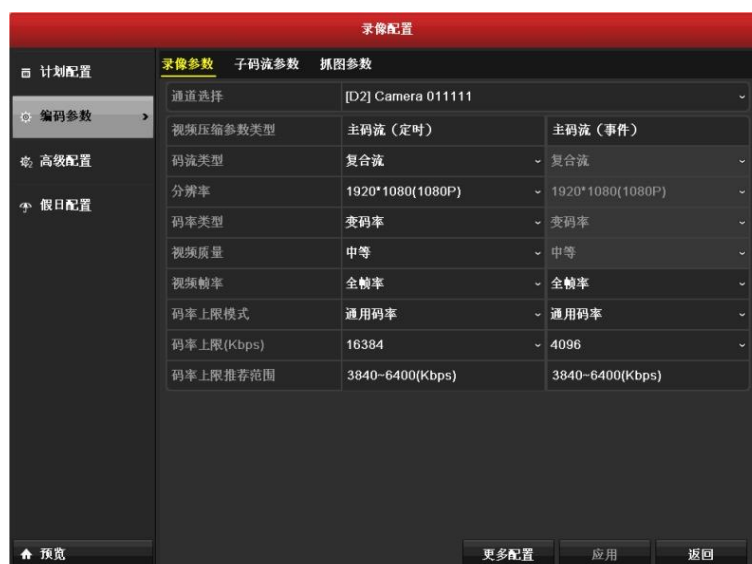 录像配置
计划配置
编码参数
高级配置
假日配置
预览
录像参数 子码流参数 抓图参数
通道选择 [D2] Camera 011111
视频压缩参数类型 主码流（定时） 主码流（事件）
码流类型 复合流 复合流
分辨率 1920*1080(1080P) 1920*1080(1080P)
码率类型 变码率 变码率
视频质量 中等 中等
视频帧率 全帧率 全帧率
码率上限模式 通用码率 通用码率
码率上限(Kbps) 16384 4096
码率上限推荐范围 3840~6400(Kbps) 3840~6400(Kbps)
更多配置 应用 返回